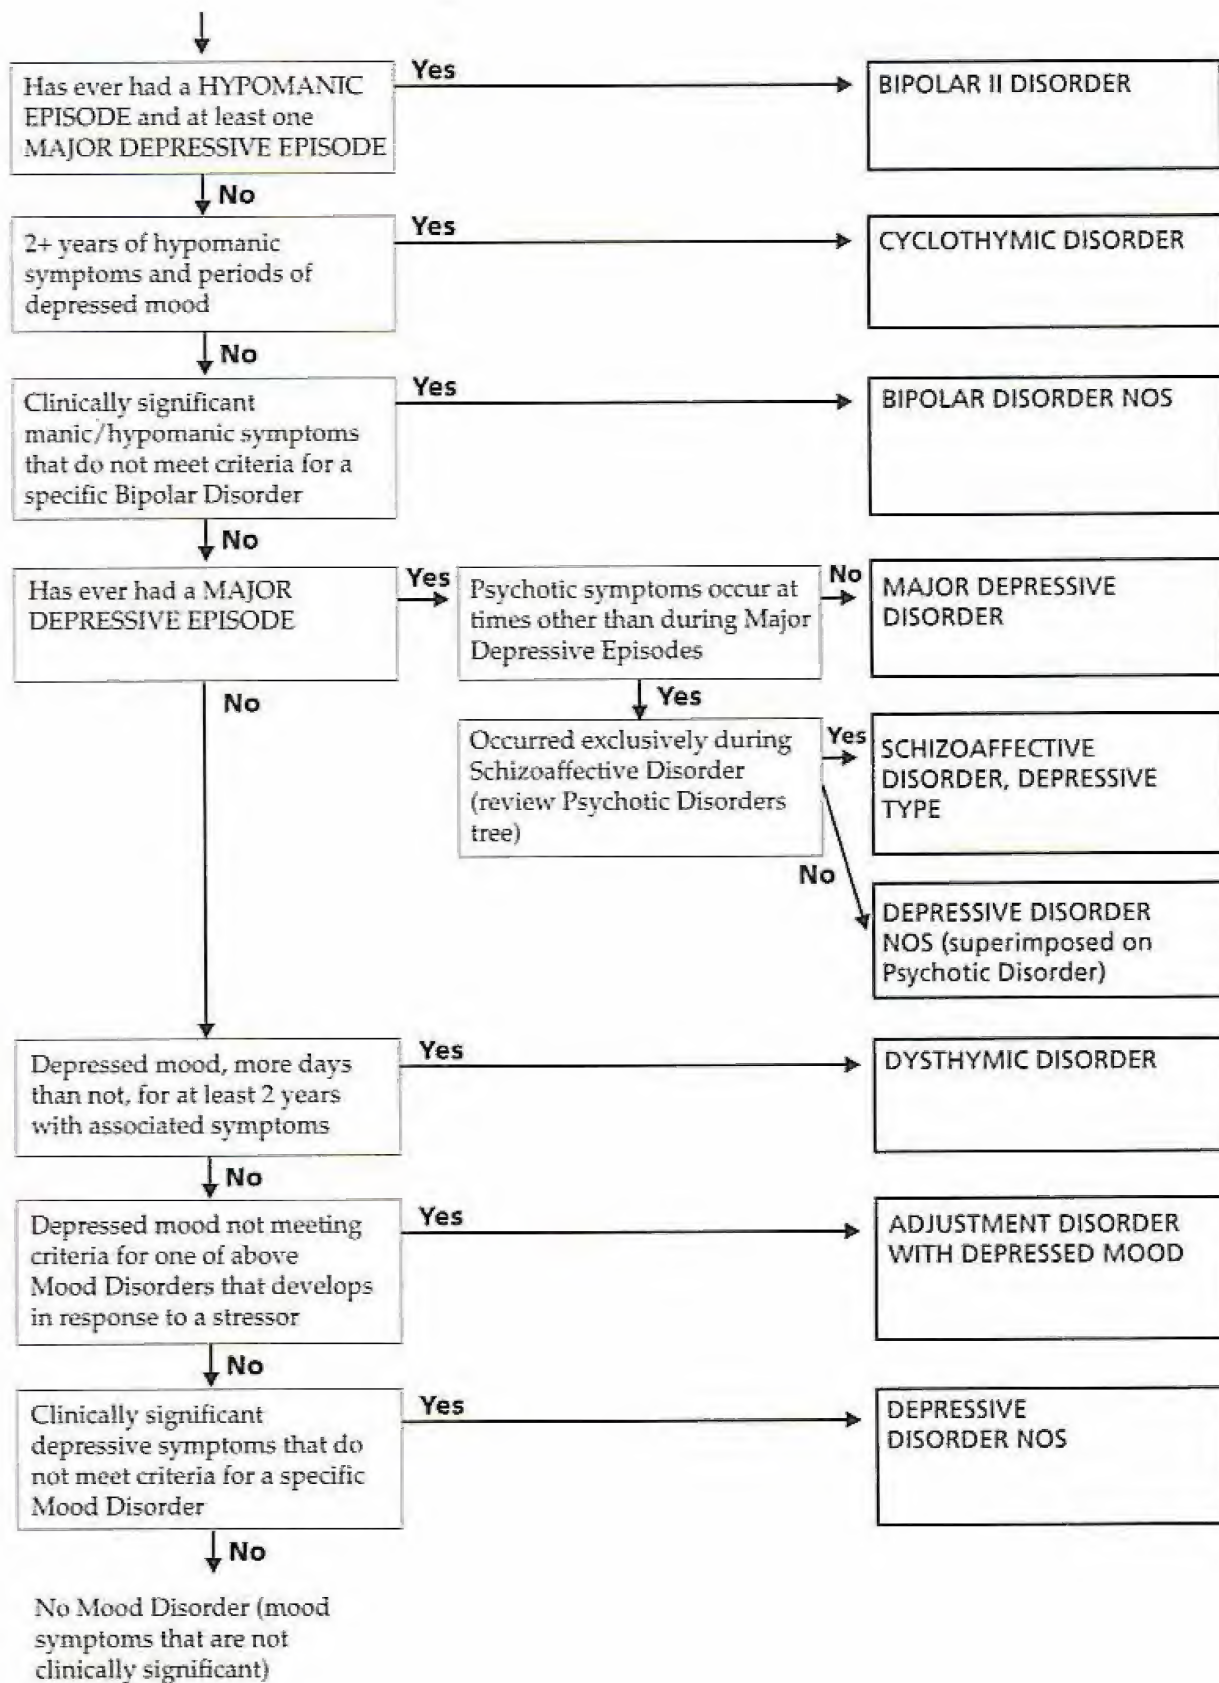 Yes
Has ever had a HYPOMANIC
EPISODE and at least one
MAJOR DEPRESSIVE EPISODE
BIPOLAR II DISORDER
No
Yes
2+ years of hypomanic
symptoms and periods of
depressed mood
CYCLOTHYMIC DISORDER
No
Yes
Clinically significant
manic/hypomanic symptoms
that do not meet criteria for a
specific Bipolar Disorder
BIPOLAR DISORDER NOS
No
Has ever had a MAJOR
DEPRESSIVE EPISODE
Yes
Psychotic symptoms occur at
times other than during Major
Depressive Episodes
No
MAJOR DEPRESSIVE
DISORDER
No
Yes
Occurred exclusively during
Schizoaffective Disorder
(review Psychotic Disorders
tree)
Yes
SCHIZOAFFECTIVE
DISORDER, DEPRESSIVE
TYPE
No
DEPRESSIVE DISORDER
NOS (superimposed on
Psychotic Disorder)
Depressed mood, more days
than not, for at least 2 years
with associated symptoms
Yes
DYSTHYMIC DISORDER
No
Depressed mood not meeting
criteria for one of above
Mood Disorders that develops
in response to a stressor
Yes
ADJUSTMENT DISORDER
WITH DEPRESSED MOOD
No
Clinically significant
depressive symptoms that do
not meet criteria for a specific
Mood Disorder
Yes
DEPRESSIVE
DISORDER NOS
No
No Mood Disorder (mood
symptoms that are not
clinically significant)